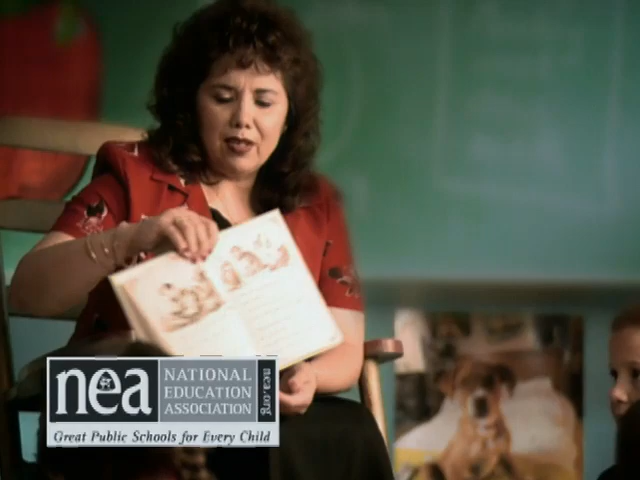 nea
NATIONAL
EDUCATION
ASSOCIATION
nea.org
Great Public Schools for Every Child